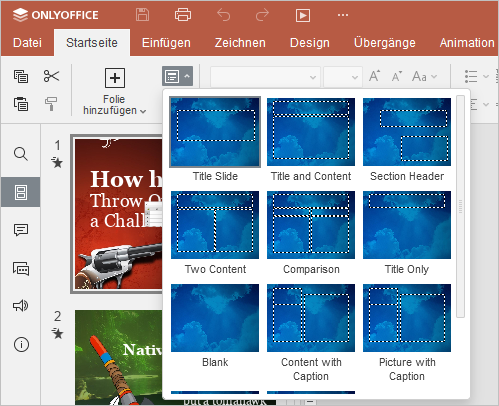 ONLYOFFICE
Datei Startseite Einfügen Zeichnen Design Übergänge Animation
Folie
hinzufügen
Aa
1
How h
Throw O
a Chall
2
Nativ
Title Slide Title and Content Section Header
Two Content Comparison Title Only
Blank Content with
Caption Picture with
Caption